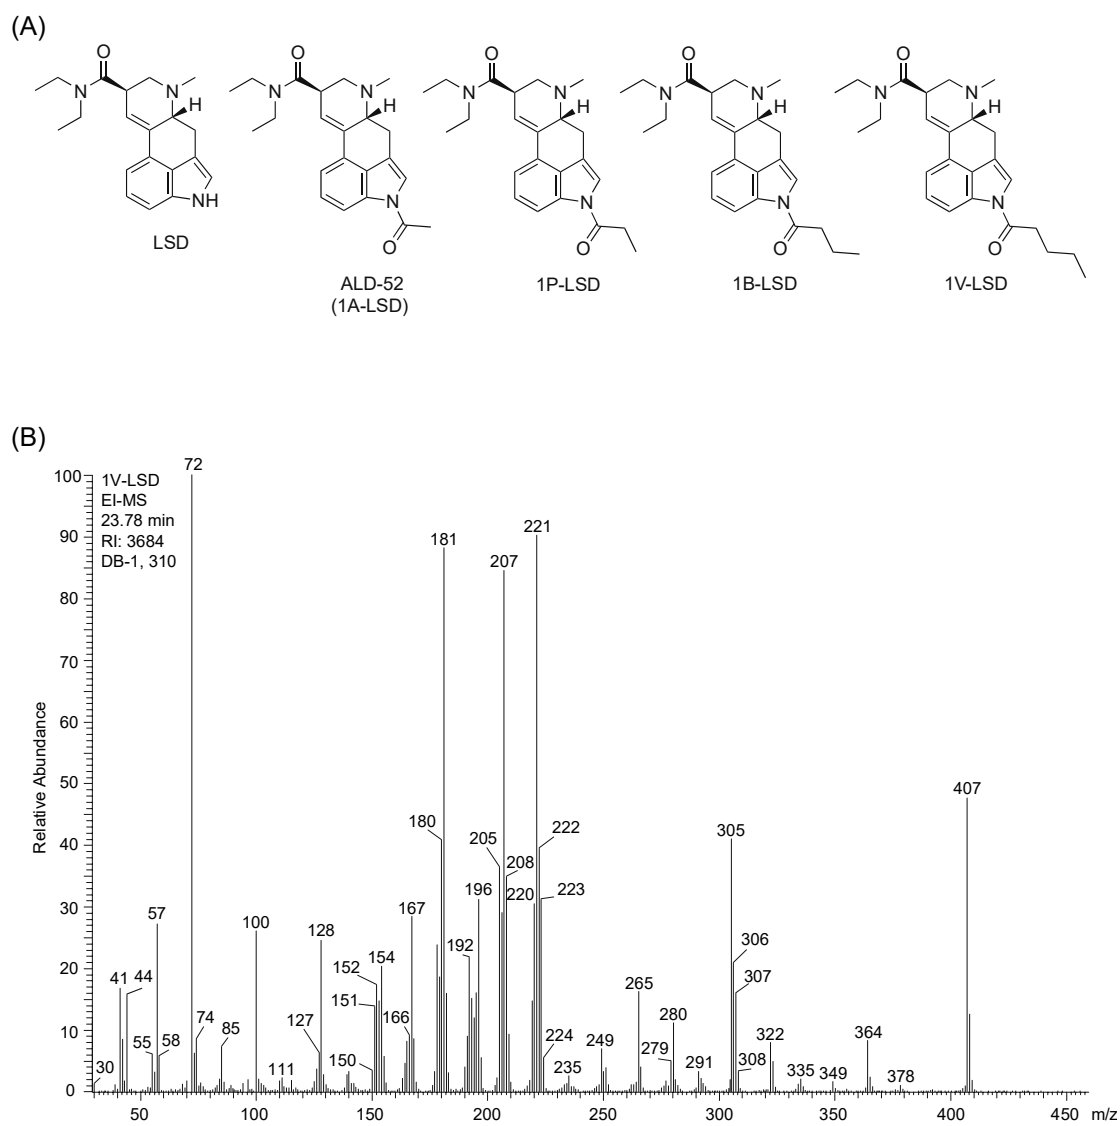 (A)
O
N
N
H
NH
LSD
O
N
N
H
N
O
ALD-52
(1A-LSD)
O
N
N
H
N
O
1P-LSD
O
N
N
H
N
O
1B-LSD
O
N
N
H
N
O
1V-LSD
(B)
1V-LSD
EI-MS
23.78 min
RI: 3684
DB-1, 310
Relative Abundance
100
90
80
70
60
50
40
30
20
10
0
30
41
44
55
57
58
72
74
85
100
111
127
128
150
151
152
154
166
167
180
181
192
196
205
207
208
220
221
222
223
224
235
249
265
279
280
291
305
306
307
308
322
335
349
364
378
407
50
100
150
200
250
300
350
400
450
m/z